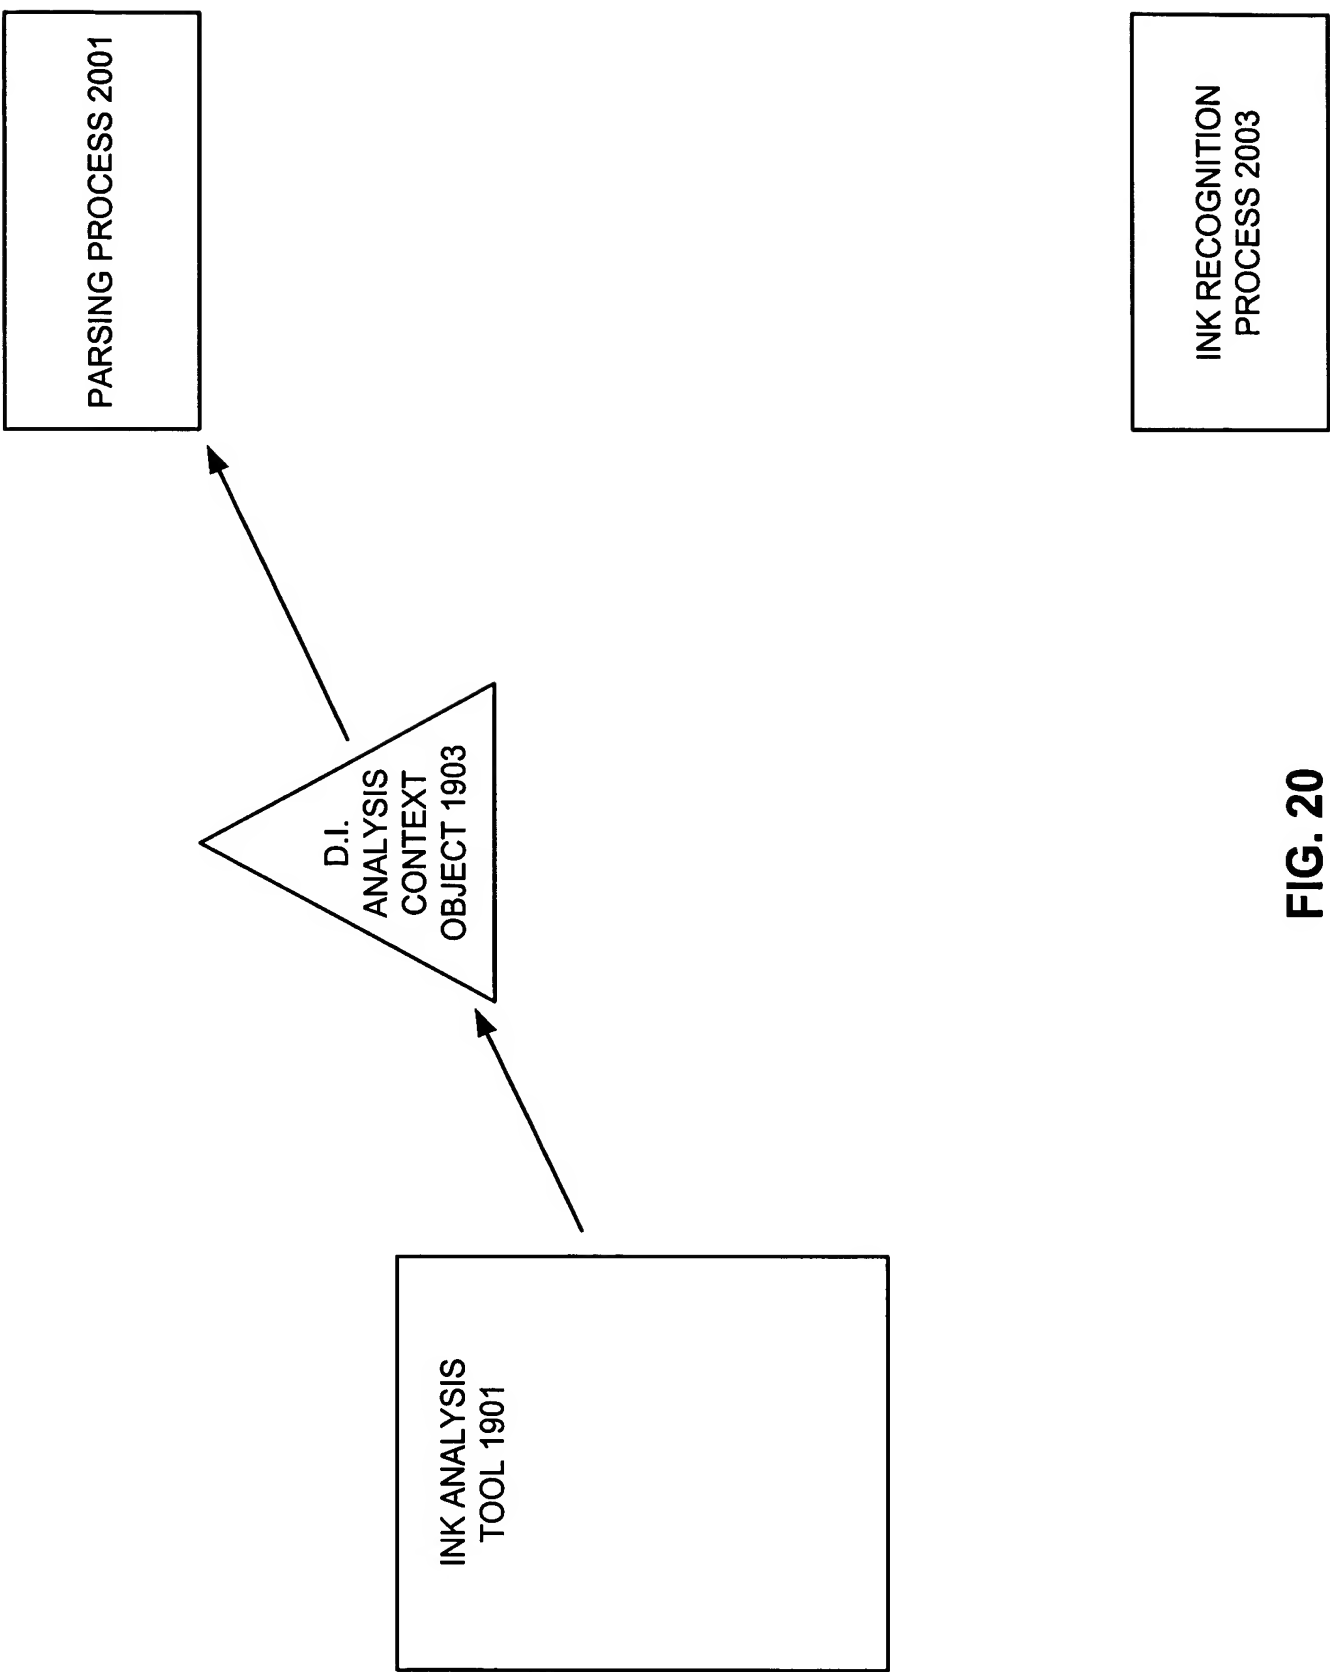 PARSING PROCESS 2001
INK RECOGNITION
PROCESS 2003
D.I.
ANALYSIS
CONTEXT
OBJECT 1903
INK ANALYSIS
TOOL 1901
FIG. 20